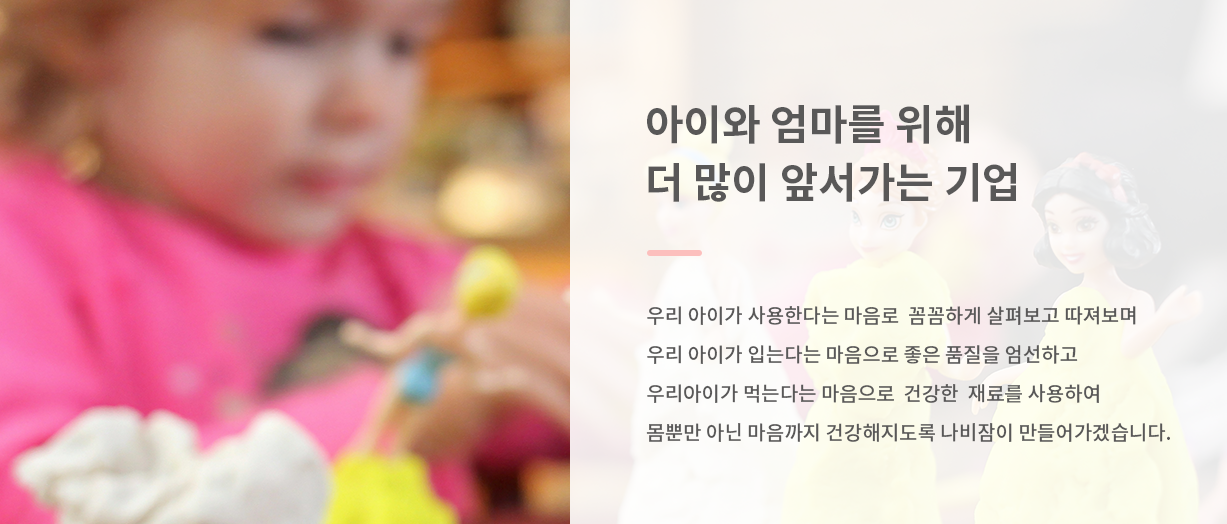 아이와 엄마를 위해
더 많이 앞서가는 기업
우리 아이가 사용한다는 마음로 꼼꼼하게 살펴보고 따져보며
우리 아이가 입는다는 마음으로 좋은 품질을 엄선하고
우리아이가 먹는다는 마음으로 건강한 재료를 사용하여
몸뿐만 아닌 마음까지 건강해지도록 나비잠이 만들어가겠습니다.